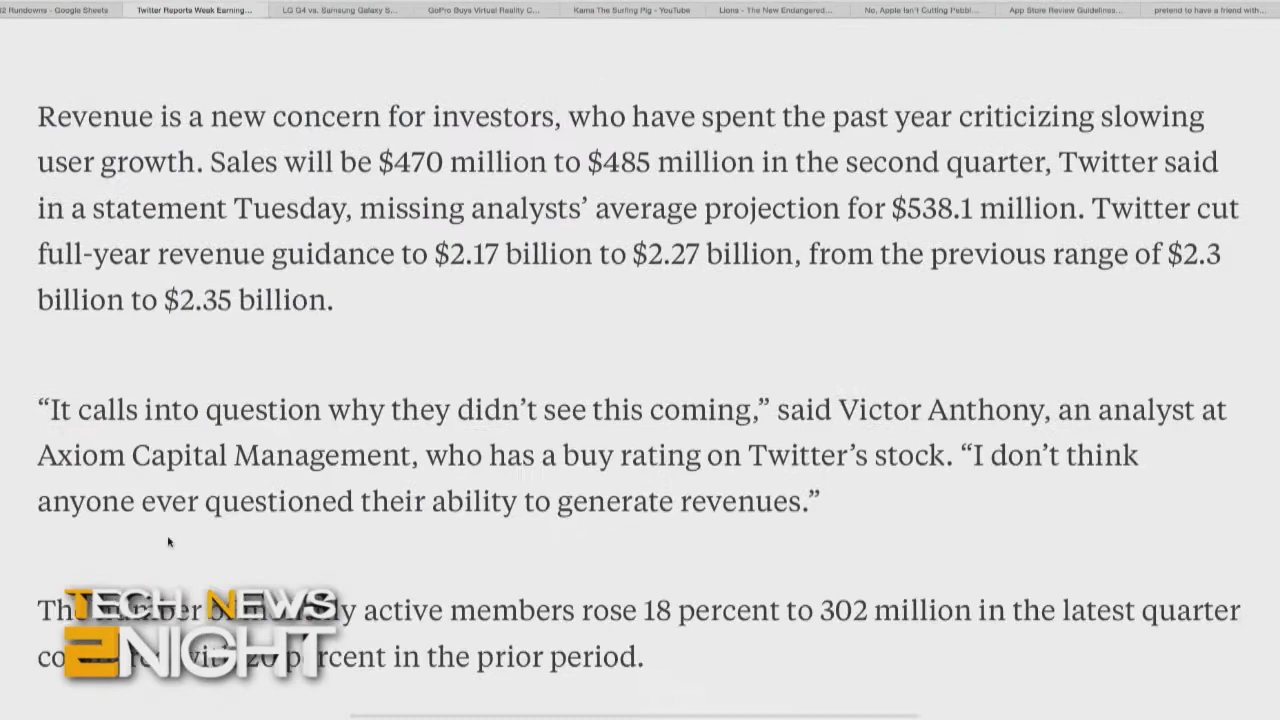 2 Rundowns - Google Sheets
Twitter Reports Weak Earning...
LG G4 vs. Samsung Galaxy S...
GoPro Buys Virtual Reality C...
Kama The Surfing Pig - YouTube
Lions - The New Endangered...
No, Apple Isn't Cutting Pebbl...
App Store Review Guidelines...
pretend to have a friend with...
Revenue is a new concern for investors, who have spent the past year criticizing slowing
user growth. Sales will be $470 million to $485 million in the second quarter, Twitter said
in a statement Tuesday, missing analysts’ average projection for $538.1 million. Twitter cut
full-year revenue guidance to $2.17 billion to $2.27 billion, from the previous range of $2.3
billion to $2.35 billion.
“It calls into question why they didn’t see this coming,” said Victor Anthony, an analyst at
Axiom Capital Management, who has a buy rating on Twitter’s stock. “I don’t think
anyone ever questioned their ability to generate revenues.”
active members rose 18 percent to 302 million in the latest quarter
20 percent in the prior period.
TECH NEWS
2NIGHT